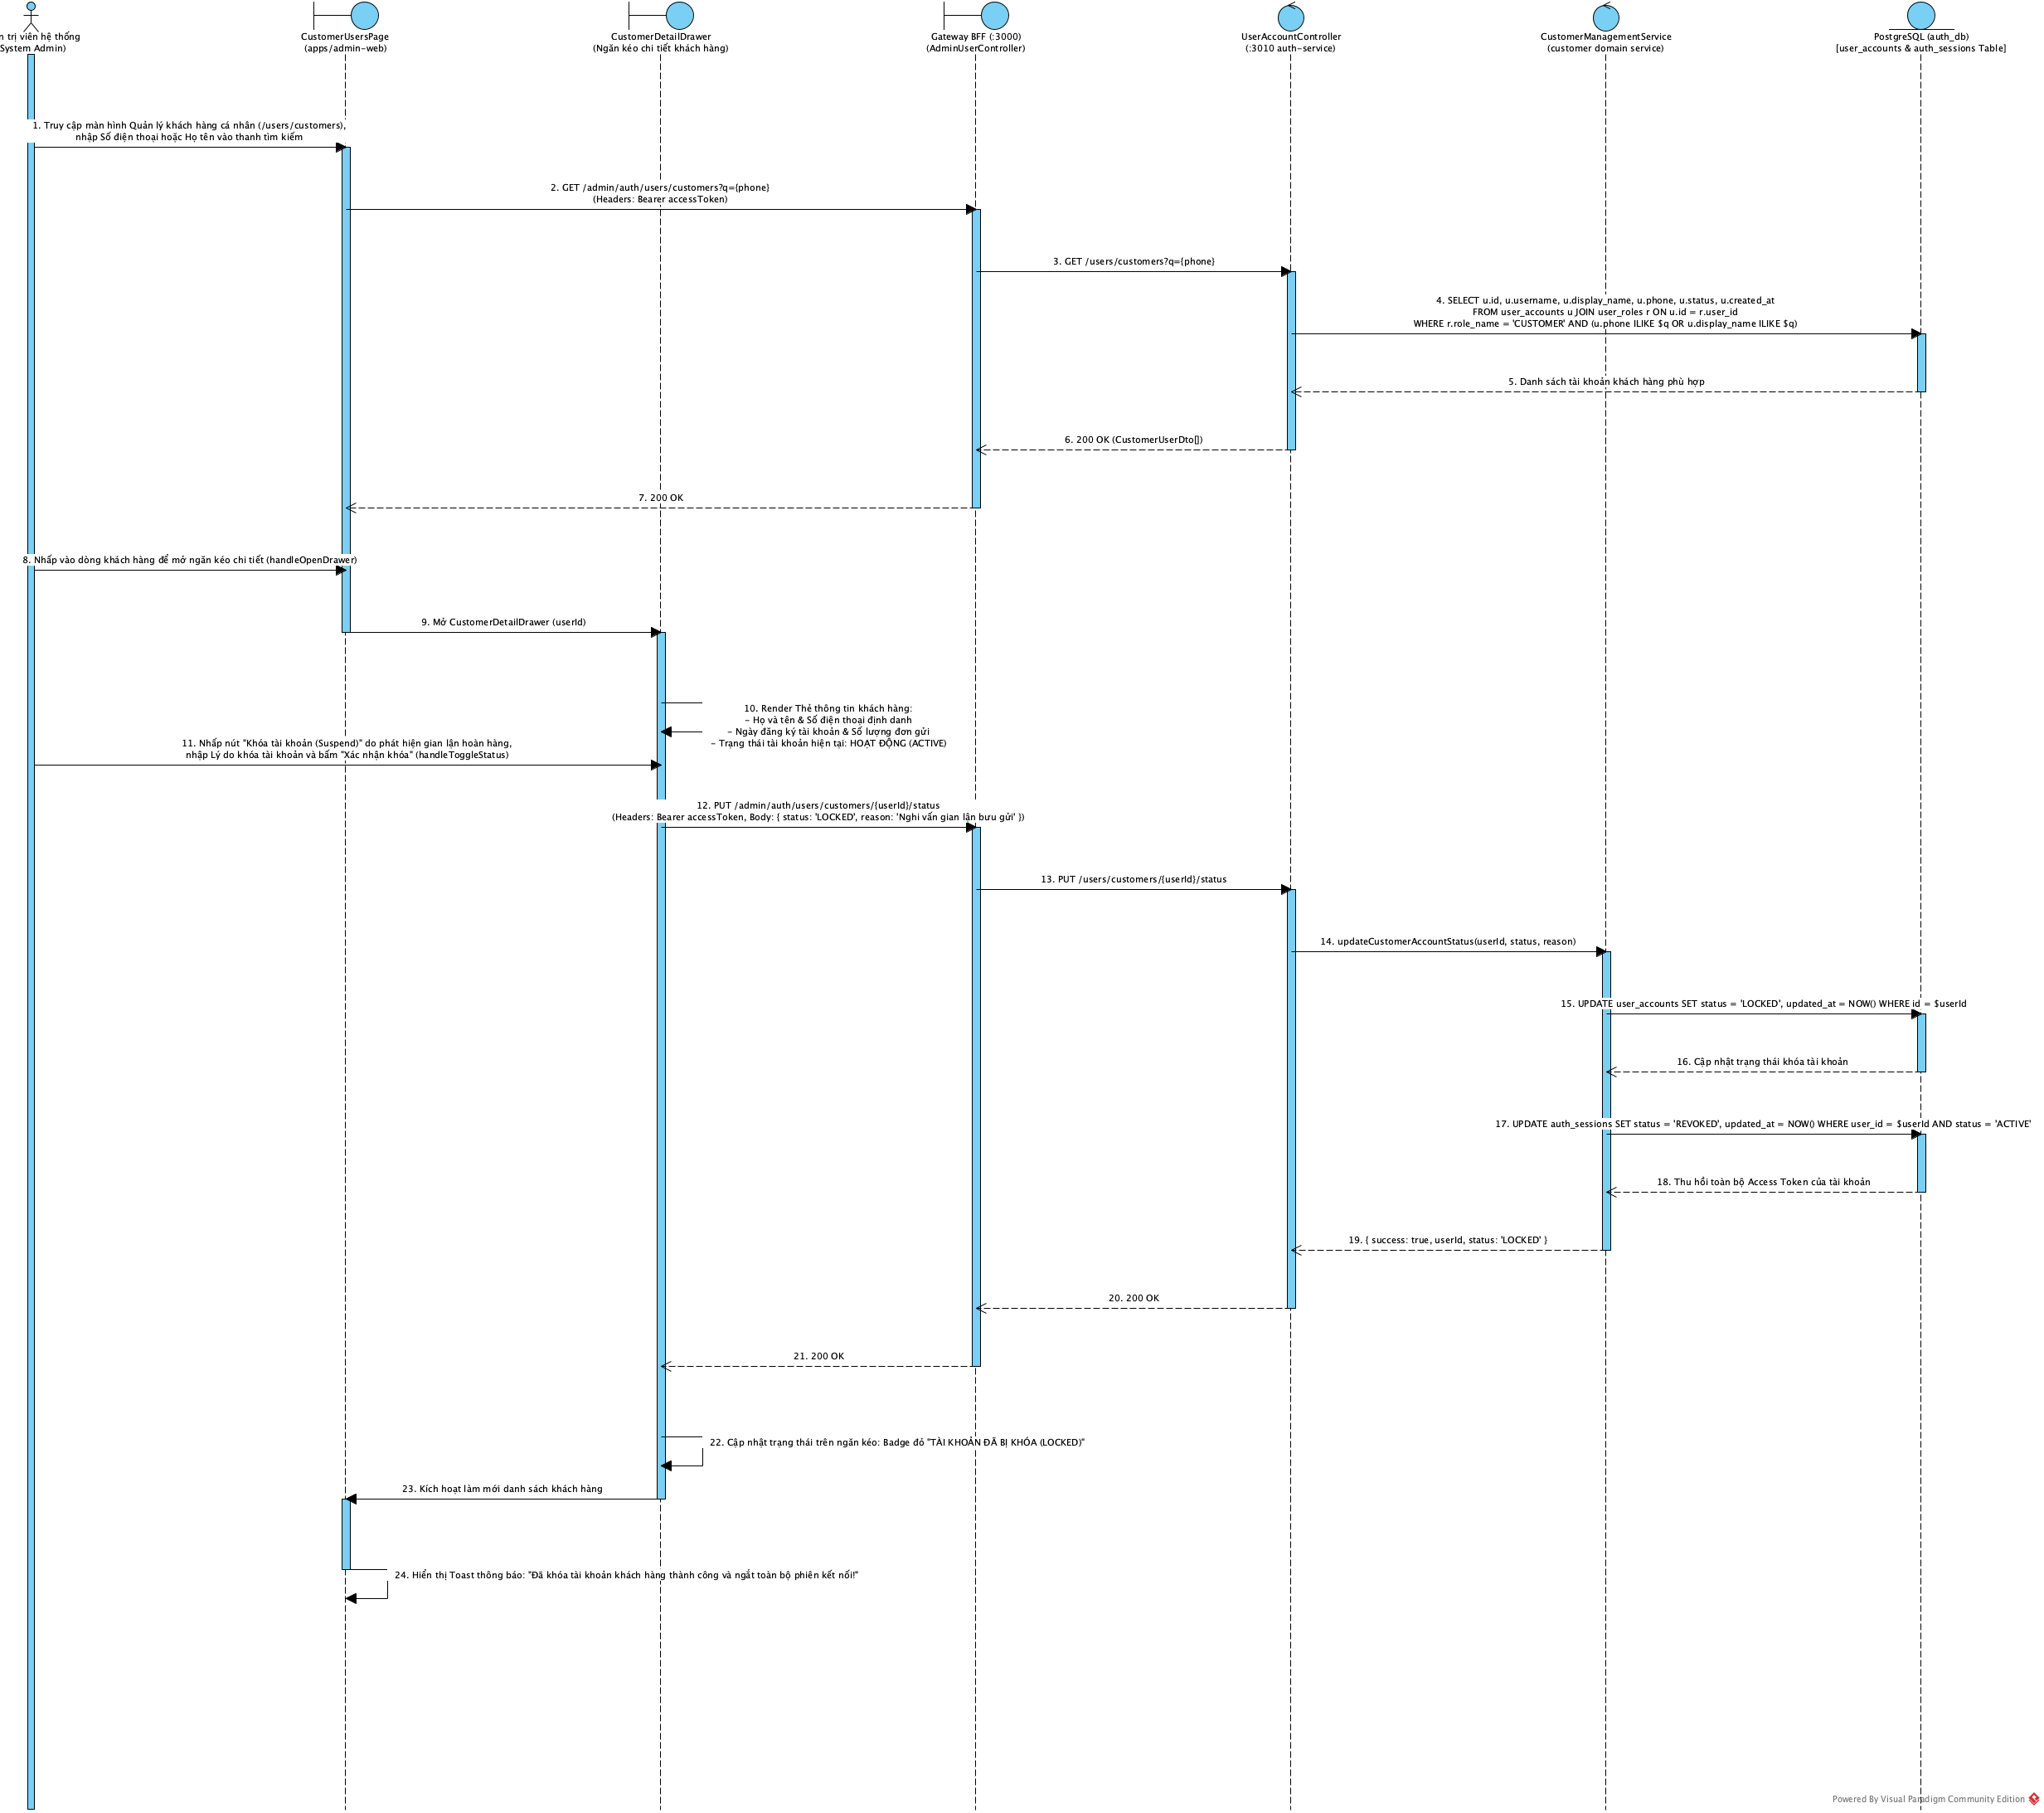 n trị viên hệ thống
System Admin)
CustomerUsersPage
(apps/admin-web)
CustomerDetailDrawer
(Ngăn kéo chi tiết khách hàng)
Gateway BFF (:3000)
(AdminUserController)
UserAccountController
(:3010 auth-service)
CustomerManagementService
(customer domain service)
PostgreSQL (auth_db)
[user_accounts & auth_sessions Table]
1. Truy cập màn hình Quản lý khách hàng cá nhân (/users/customers),
nhập Số điện thoại hoặc Họ tên vào thanh tìm kiếm
2. GET /admin/auth/users/customers?q={phone}
(Headers: Bearer accessToken)
3. GET /users/customers?q={phone}
4. SELECT u.id, u.username, u.display_name, u.phone, u.status, u.created_at
FROM user_accounts u JOIN user_roles r ON u.id = r.user_id
WHERE r.role_name = 'CUSTOMER' AND (u.phone ILIKE $q OR u.display_name ILIKE $q)
5. Danh sách tài khoản khách hàng phù hợp
6. 200 OK (CustomerUserDto[])
7. 200 OK
8. Nhấp vào dòng khách hàng để mở ngăn kéo chi tiết (handleOpenDrawer)
9. Mở CustomerDetailDrawer (userId)
10. Render Thẻ thông tin khách hàng:
- Họ và tên & Số điện thoại định danh
- Ngày đăng ký tài khoản & Số lượng đơn gửi
- Trạng thái tài khoản hiện tại: HOẠT ĐỘNG (ACTIVE)
11. Nhấp nút "Khóa tài khoản (Suspend)" do phát hiện gian lận hoàn hàng,
nhập Lý do khóa tài khoản và bấm "Xác nhận khóa" (handleToggleStatus)
12. PUT /admin/auth/users/customers/{userId}/status
(Headers: Bearer accessToken, Body: { status: 'LOCKED', reason: 'Nghi vấn gian lận bưu gửi' })
13. PUT /users/customers/{userId}/status
14. updateCustomerAccountStatus(userId, status, reason)
15. UPDATE user_accounts SET status = 'LOCKED', updated_at = NOW() WHERE id = $userId
16. Cập nhật trạng thái khóa tài khoản
17. UPDATE auth_sessions SET status = 'REVOKED', updated_at = NOW() WHERE user_id = $userId AND status = 'ACTIVE'
18. Thu hồi toàn bộ Access Token của tài khoản
19. { success: true, userId, status: 'LOCKED' }
20. 200 OK
21. 200 OK
22. Cập nhật trạng thái trên ngăn kéo: Badge đỏ "TÀI KHOẢN ĐÃ BỊ KHÓA (LOCKED)"
23. Kích hoạt làm mới danh sách khách hàng
24. Hiển thị Toast thông báo: "Đã khóa tài khoản khách hàng thành công và ngắt toàn bộ phiên kết nối!"
Powered By Visual Paradigm Community Edition